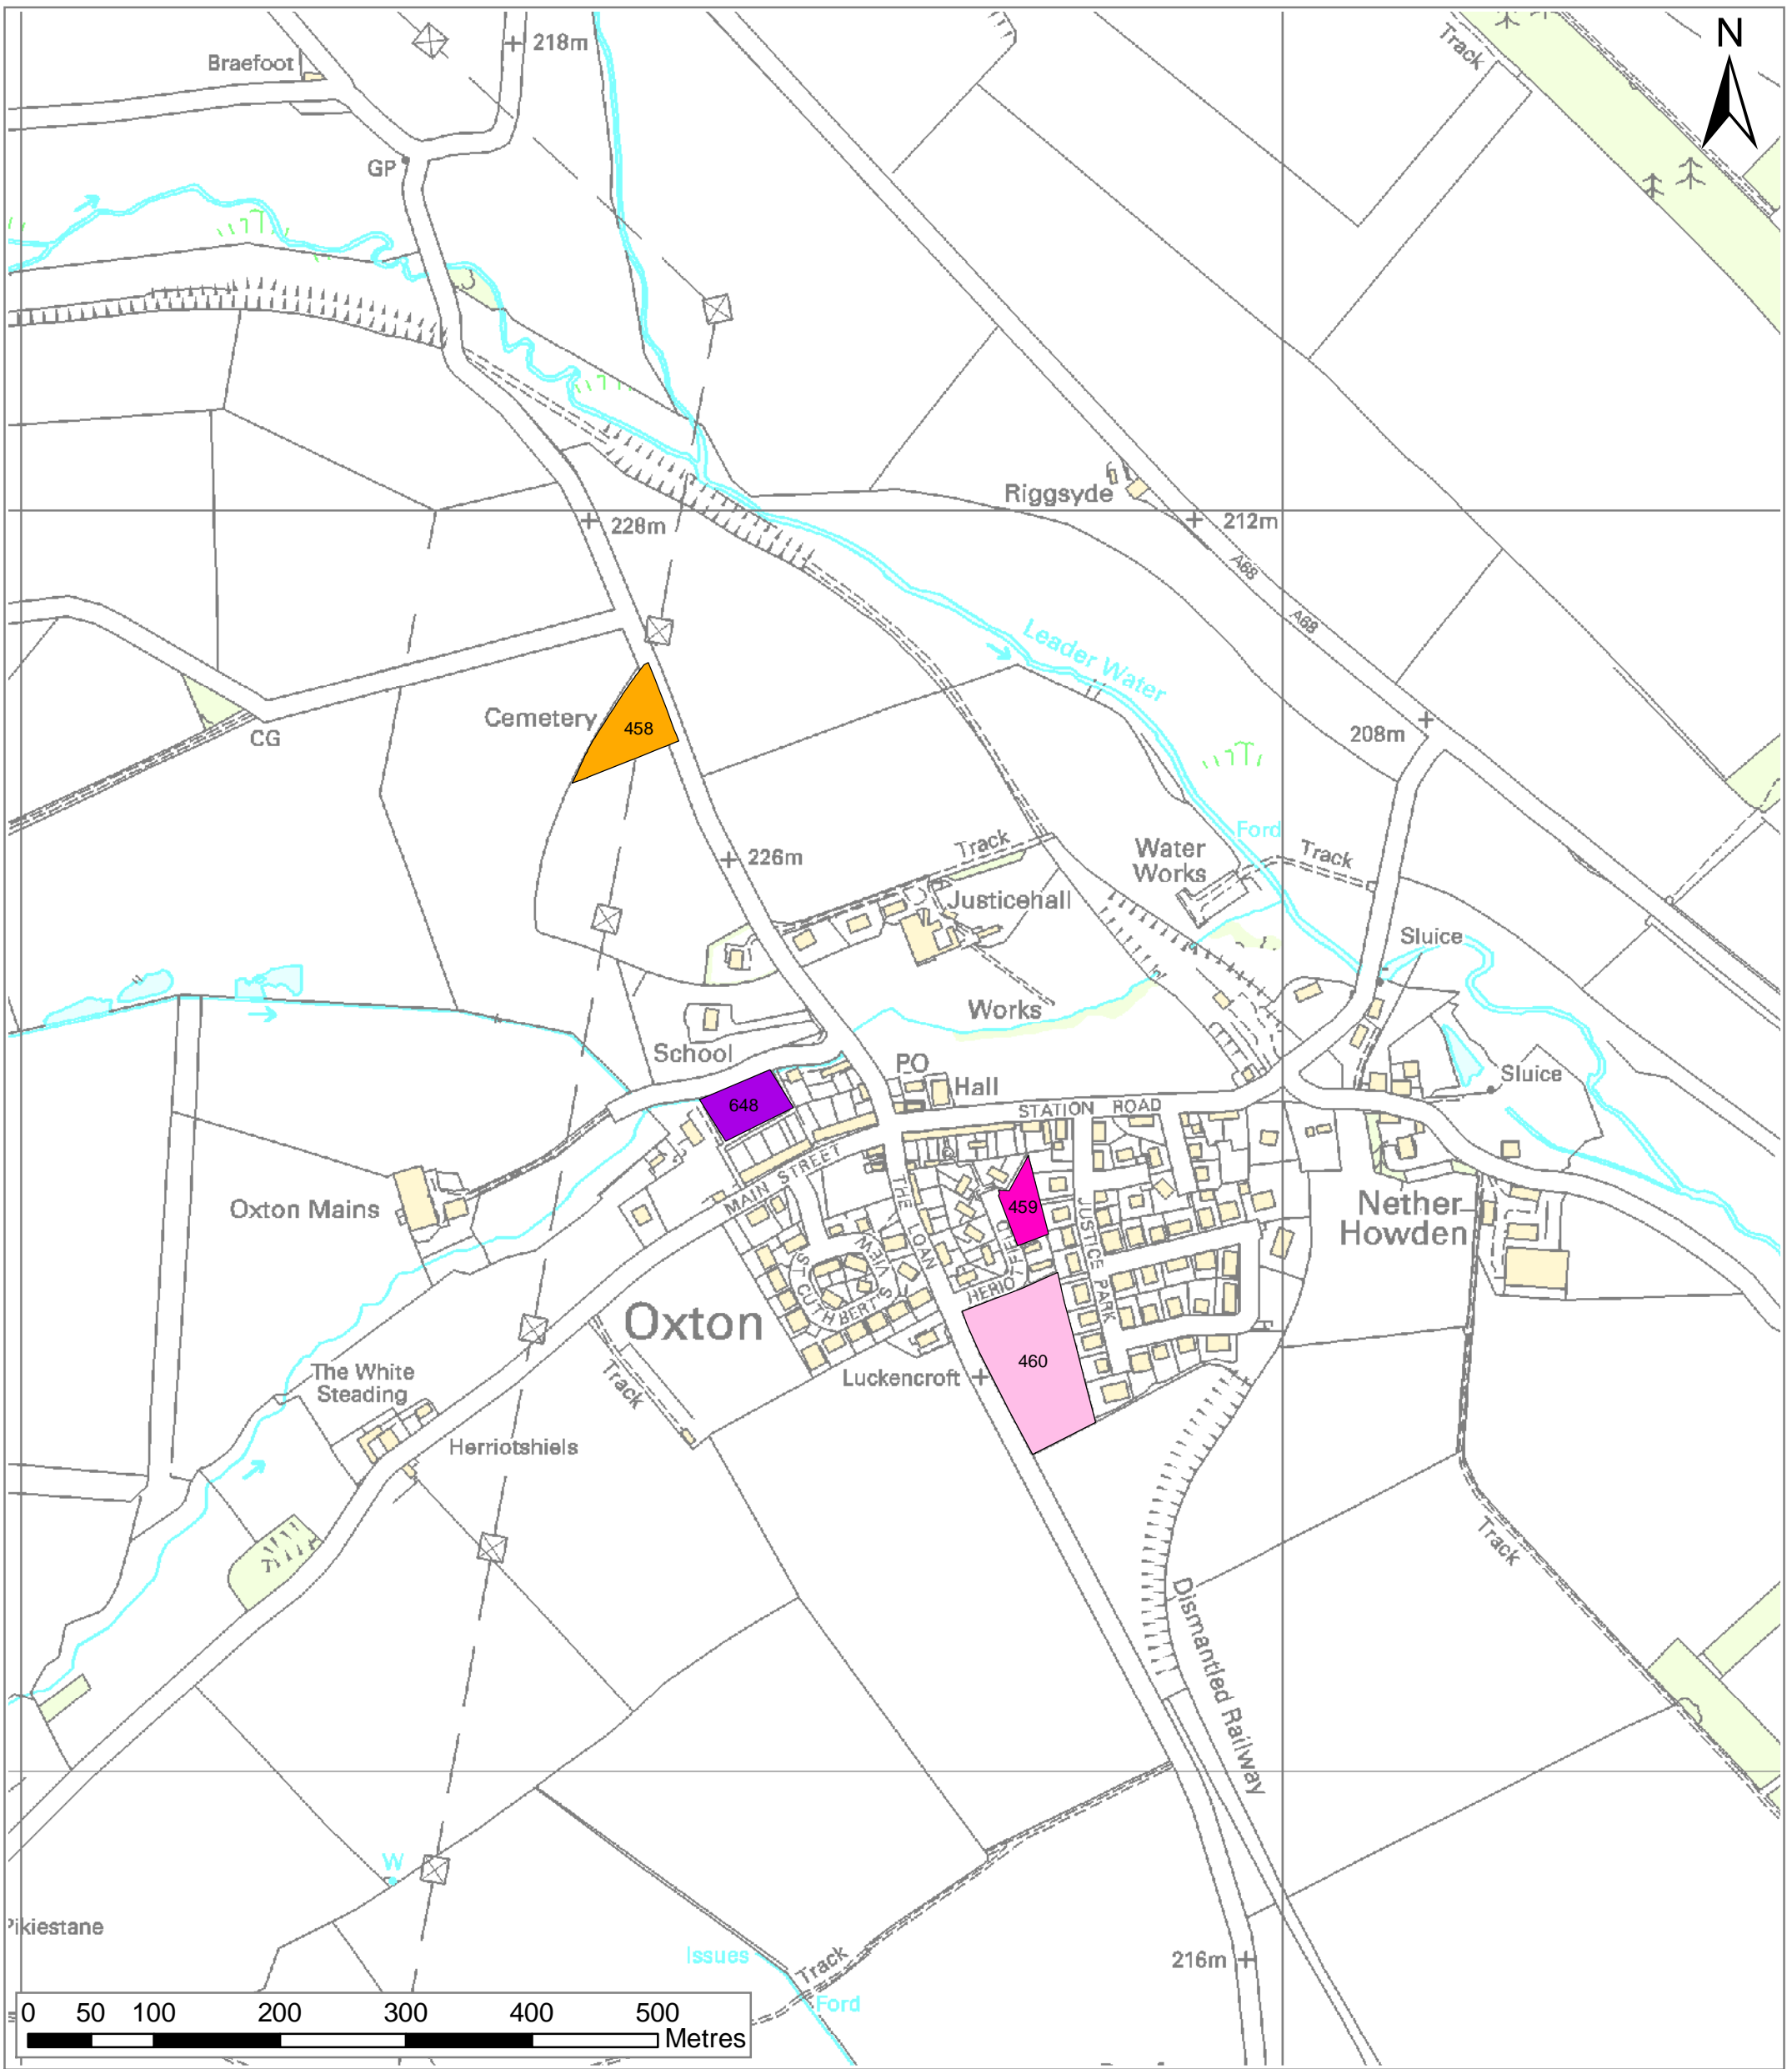 N
218m
Braefoot
Track
GP
Riggsyde
228m
212m
A68
A68
Leader Water
Cemetery
458
CG
208m
226m
Track
Ford
Water
Works
Track
Justicehall
Sluice
Works
School
PO
Hall
Sluice
648
STATION ROAD
MAIN STREET
Oxton Mains
THE LOAN
459
JUSTICE PARK
Nether
Howden
ST CUTHBERT'S VIEW
Oxton
460
Luckencroft
The White
Steading
Track
Herriotshiels
Track
Dismantled Railway
W
Pikiestane
Issues
Track
Ford
216m
0 50 100 200 300 400 500
Metres